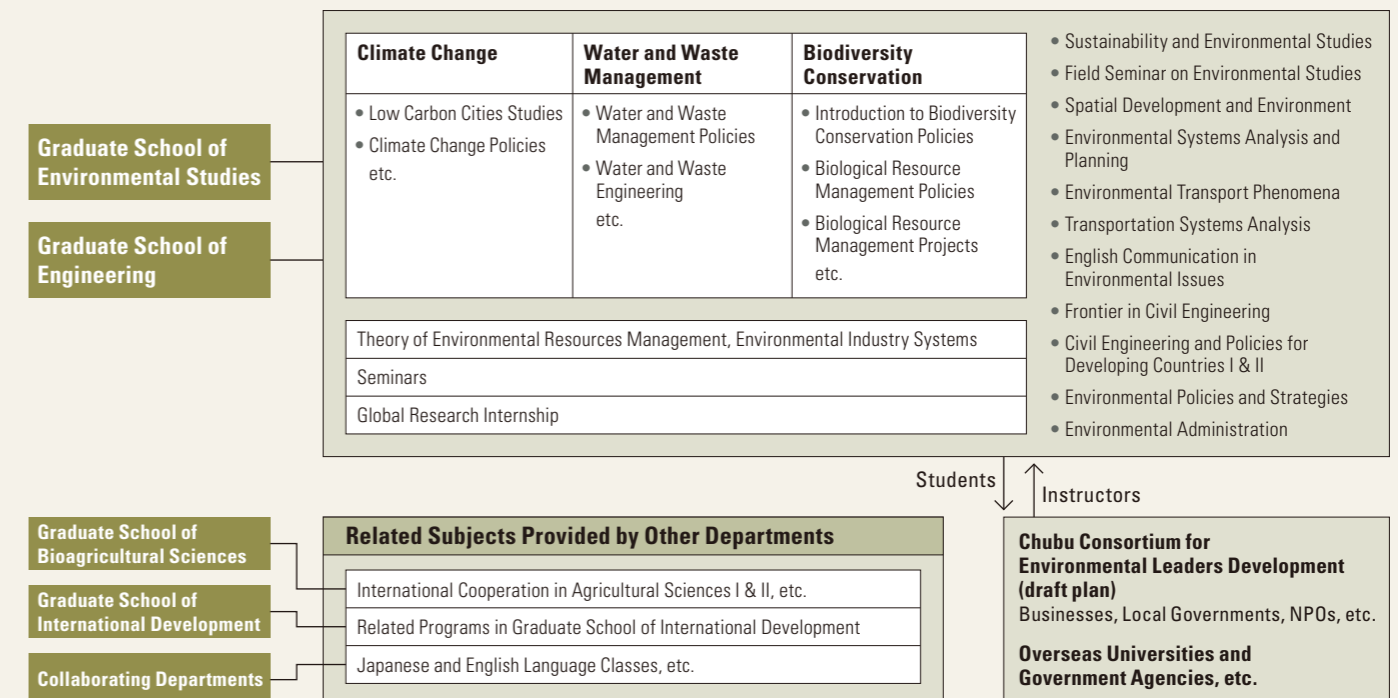 Graduate School of
Environmental Studies
Graduate School of
Engineering
Climate Change
• Low Carbon Cities Studies
• Climate Change Policies
etc.
Water and Waste
Management
• Water and Waste
Management Policies
• Water and Waste
Engineering
etc.
Biodiversity
Conservation
• Introduction to Biodiversity
Conservation Policies
• Biological Resource
Management Policies
• Biological Resource
Management Projects
etc.
Theory of Environmental Resources Management, Environmental Industry Systems
Seminars
Global Research Internship
• Sustainability and Environmental Studies
• Field Seminar on Environmental Studies
• Spatial Development and Environment
• Environmental Systems Analysis and
Planning
• Environmental Transport Phenomena
• Transportation Systems Analysis
• English Communication in
Environmental Issues
• Frontier in Civil Engineering
• Civil Engineering and Policies for
Developing Countries I & II
• Environmental Policies and Strategies
• Environmental Administration
Students
Instructors
Graduate School of
Bioagricultural Sciences
Graduate School of
International Development
Collaborating Departments
Related Subjects Provided by Other Departments
International Cooperation in Agricultural Sciences I & II, etc.
Related Programs in Graduate School of International Development
Japanese and English Language Classes, etc.
Chubu Consortium for
Environmental Leaders Development
(draft plan)
Businesses, Local Governments, NPOs, etc.
Overseas Universities and
Government Agencies, etc.